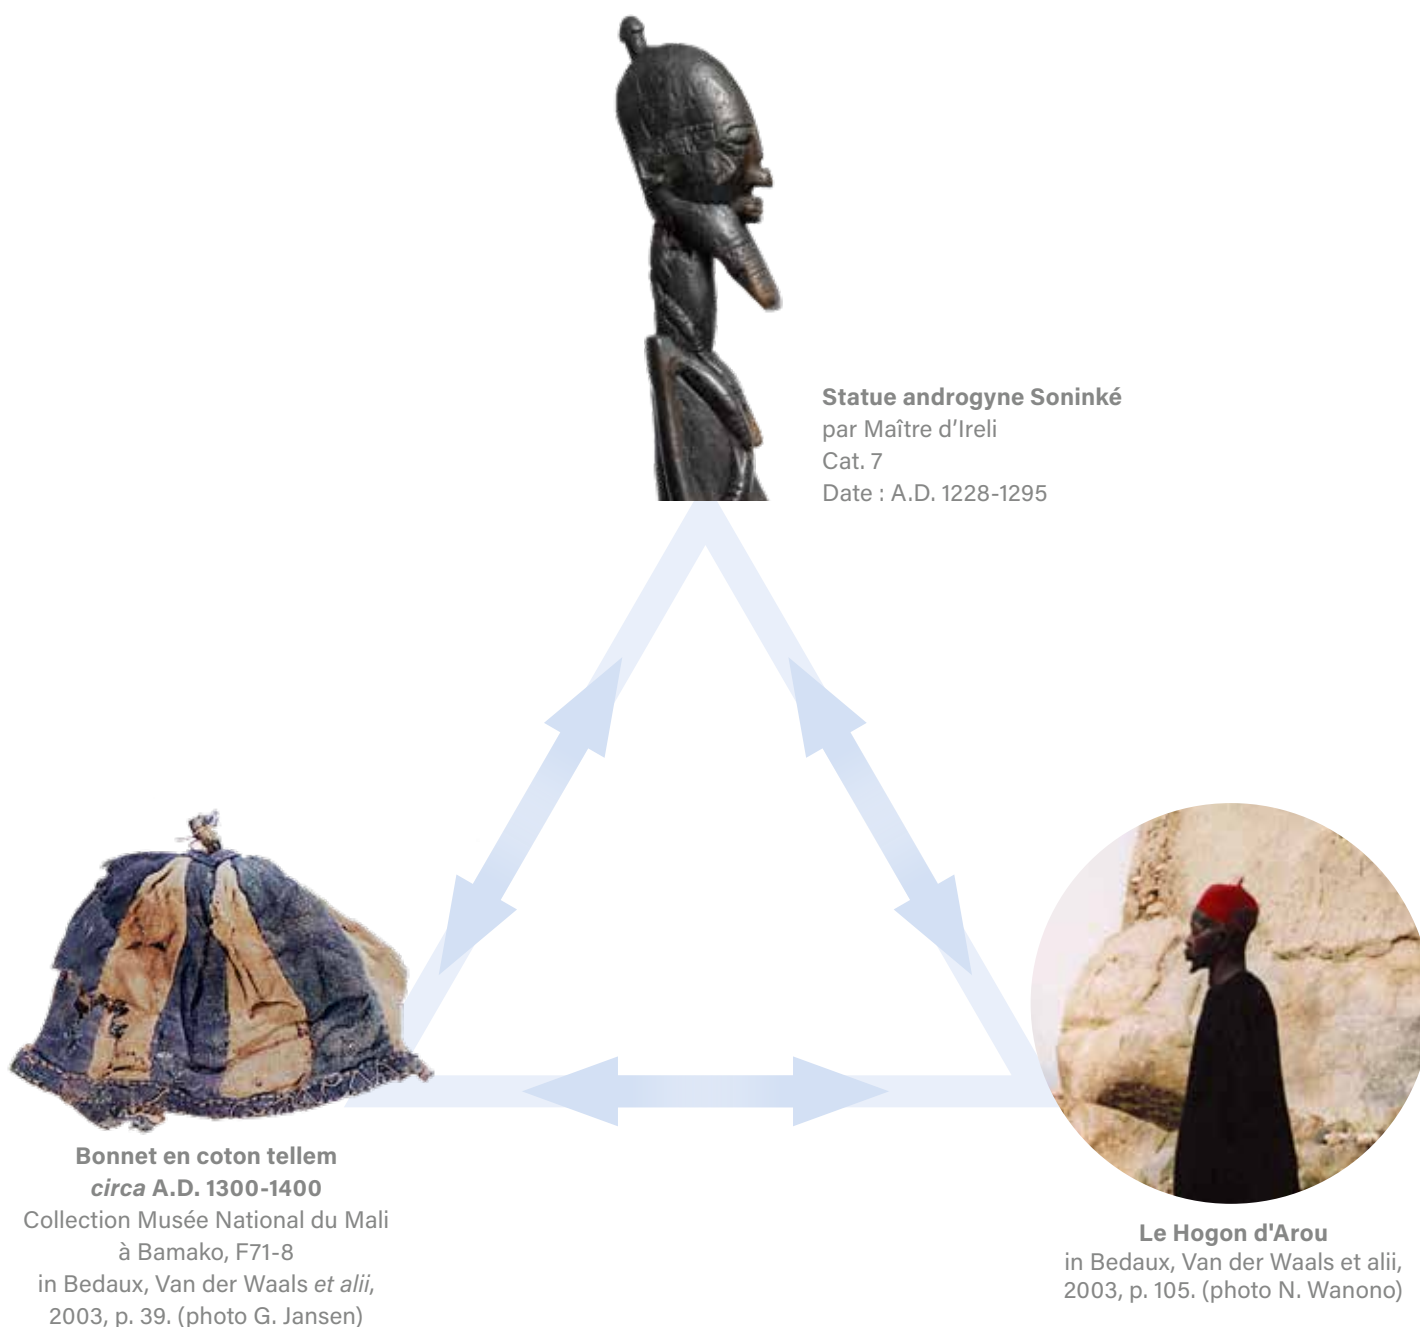 Statue androgyne Soninké
par Maître d’Ireli
Cat. 7
Date : A.D. 1228-1295
Bonnet en coton tellem
circa A.D. 1300-1400
Collection Musée National du Mali
à Bamako, F71-8
in Bedaux, Van der Waals et alii,
2003, p. 39. (photo G. Jansen)
Le Hogon d'Arou
in Bedaux, Van der Waals et alii,
2003, p. 105. (photo N. Wanono)